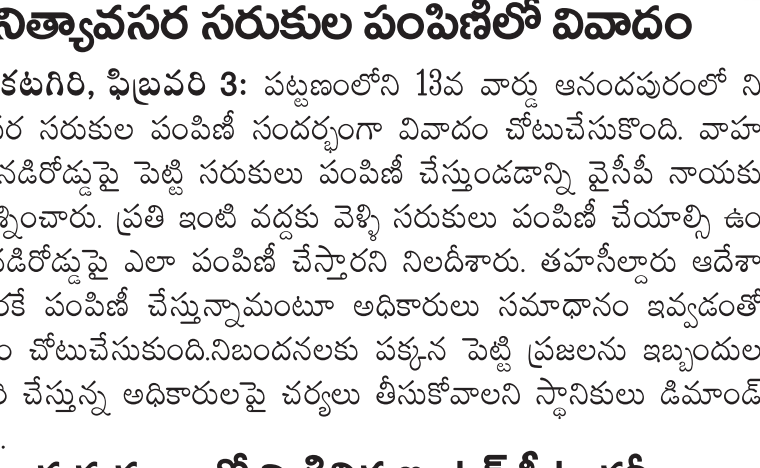 నిత్యావసర సరుకుల పంపిణీలో వివాదం
కటగిరి, ఫిబ్రవరి 3: పట్టణంలోని 13వ వార్డు ఆనందపురంలో ని
సర సరుకుల పంపిణీ సందర్భంగా వివాదం చోటుచేసుకొంది. వాహ
నడిరోడ్డుపై పెట్టి సరుకులు పంపిణీ చేస్తుండడాన్ని వైసీపీ నాయకు
శ్నించారు. ప్రతి ఇంటి వద్దకు వెళ్ళి సరుకులు పంపిణీ చేయాల్సి ఉం
నడిరోడ్డుపై ఎలా పంపిణీ చేస్తారని నిలదీశారు. తహసీల్దారు ఆదేశా
రకే పంపిణీ చేస్తున్నామంటూ అధికారులు సమాధానం ఇవ్వడంతో
చోటుచేసుకుంది.నిబందనలకు పక్కన పెట్టి ప్రజలను ఇబ్బందుల
చేస్తున్న అధికారులపై చర్యలు తీసుకోవాలని స్థానికులు డిమాండ్
.